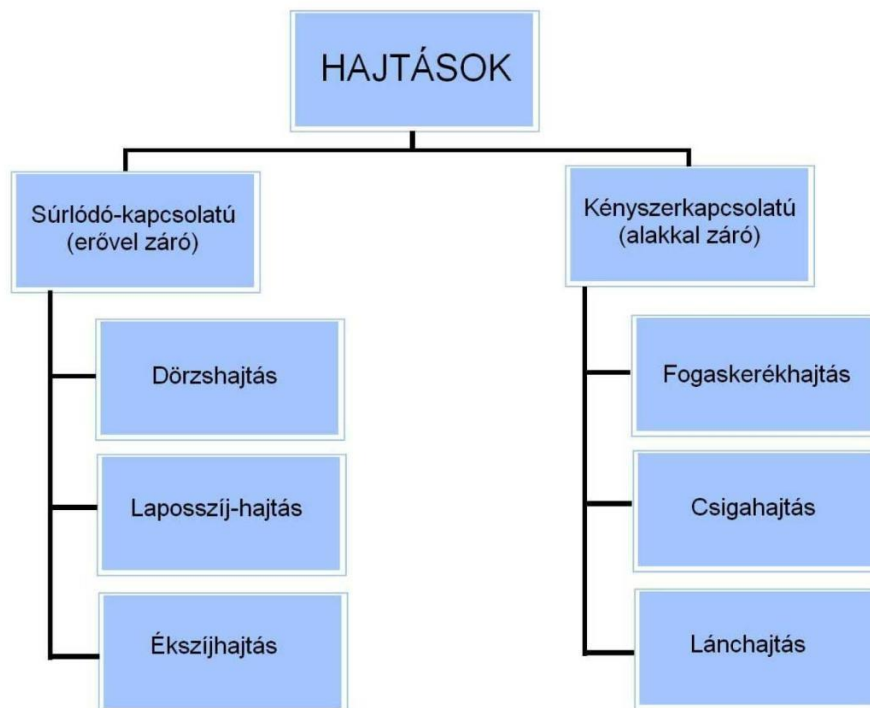 HAJTÁSOK
Súrlódó-kapcsolatú
(erővel záró)
Dörzshajtás
Laposszíj-hajtás
Ékszíjhajtás
Kényszerkapcsolatú
(alakkal záró)
Fogaskerékhajtás
Csigahajtás
Lánchajtás